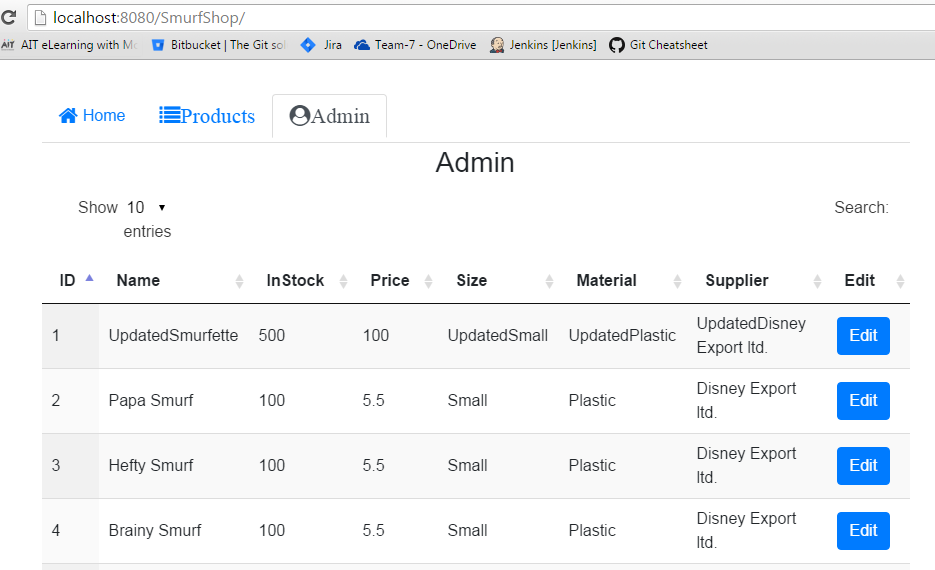 localhost:8080/SmurfShop/
AIT AIT eLearning with Mo Bitbucket | The Git sol Jira Team-7 - OneDrive Jenkins [Jenkins] Git Cheatsheet
Home Products Admin
Admin
Show 10 Search:
entries
ID Name InStock Price Size Material Supplier Edit
1 UpdatedSmurfette 500 100 UpdatedSmall UpdatedPlastic UpdatedDisney Edit
Export ltd.
2 Papa Smurf 100 5.5 Small Plastic Disney Export Edit
ltd.
3 Hefty Smurf 100 5.5 Small Plastic Disney Export Edit
ltd.
4 Brainy Smurf 100 5.5 Small Plastic Disney Export Edit
ltd.